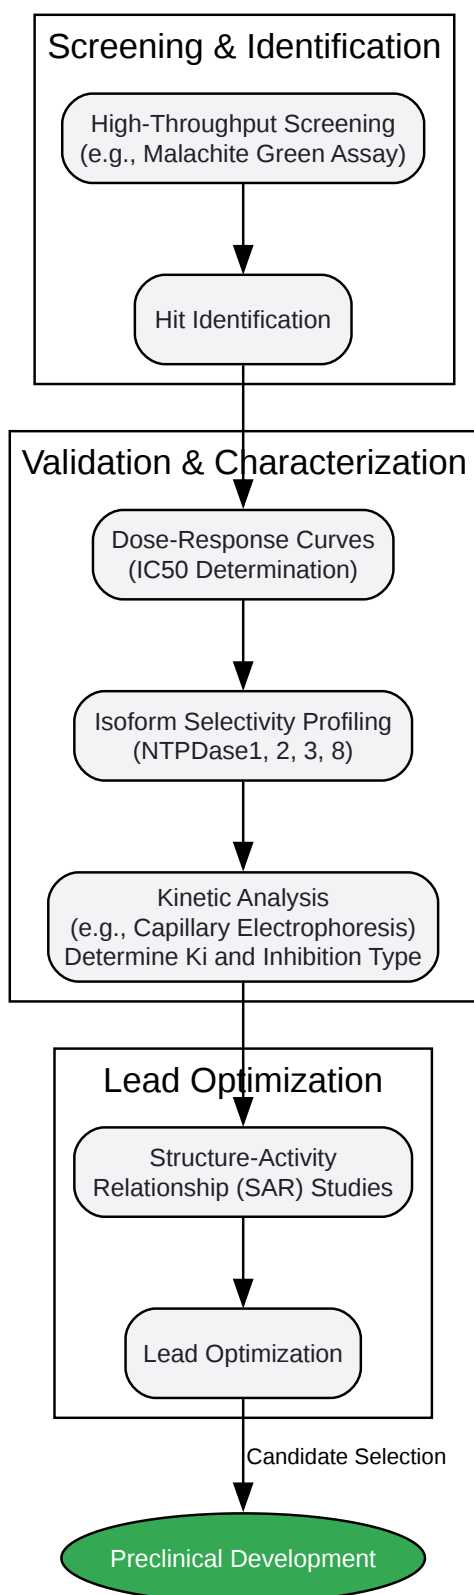 Screening & Identification
High-Throughput Screening
(e.g., Malachite Green Assay)
Hit Identification
Validation & Characterization
Dose-Response Curves
(IC50 Determination)
Isoform Selectivity Profiling
(NTPDase1, 2, 3, 8)
Kinetic Analysis
(e.g., Capillary Electrophoresis)
Determine Ki and Inhibition Type
Lead Optimization
Structure-Activity
Relationship (SAR) Studies
Lead Optimization
Candidate Selection
Preclinical Development